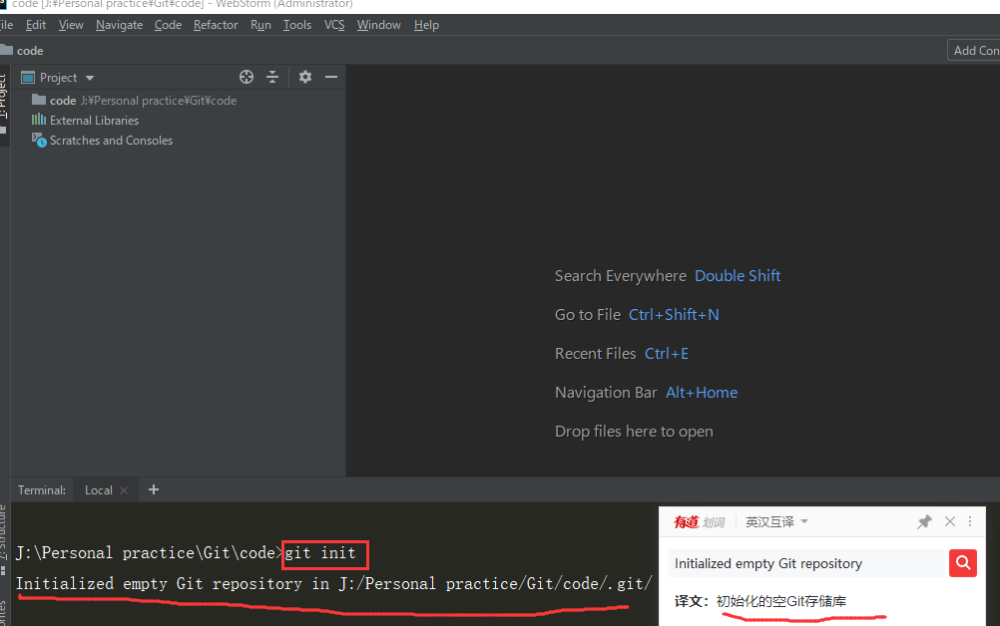 code [J:¥Personal practice¥Git¥code] - WebStorm (Administrator)
ile Edit View Navigate Code Refactor Run Tools VCS Window Help
code
Add Con
1: Project
Project
code J:¥Personal practice¥Git¥code
External Libraries
Scratches and Consoles
Search Everywhere Double Shift
Go to File Ctrl+Shift+N
Recent Files Ctrl+E
Navigation Bar Alt+Home
Drop files here to open
Terminal: Local × +
Z: Structure
J:\Personal practice\Git\code>git init
Initialized empty Git repository in J:/Personal practice/Git/code/.git/
有道 划词 英汉互译
Initialized empty Git repository
译文：初始化的空Git存储库